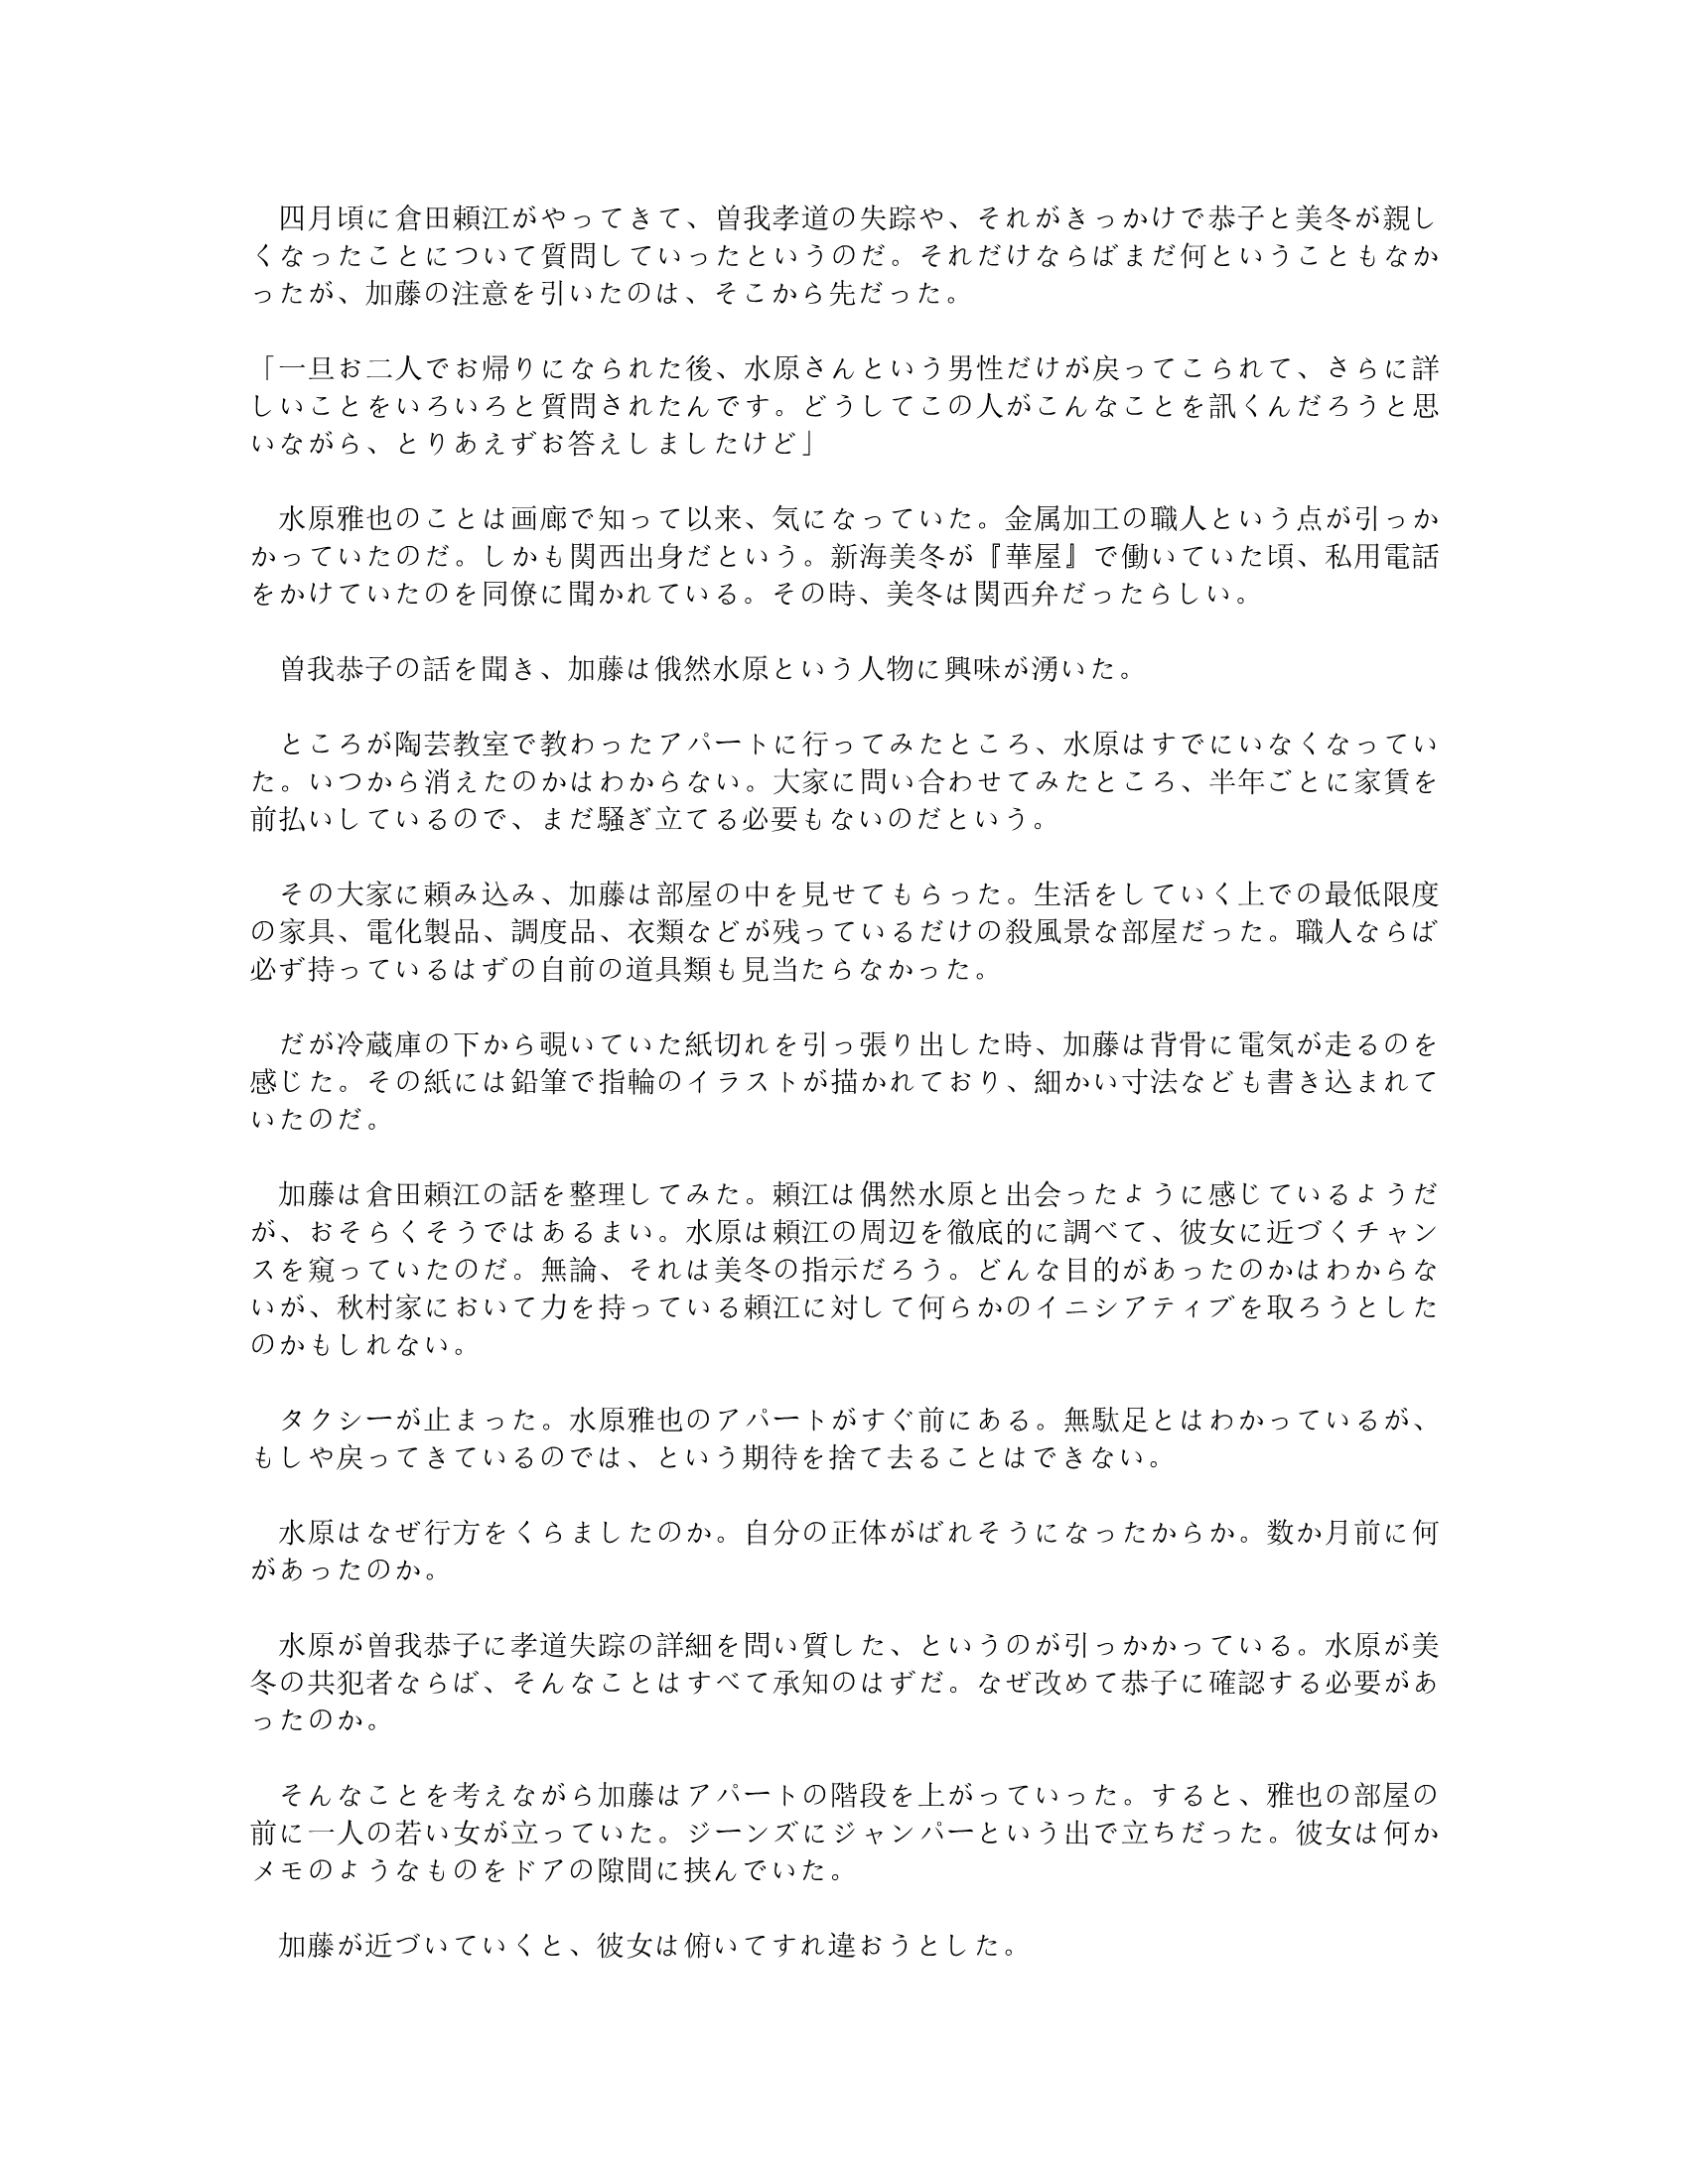 四月頃に倉田頼江がやってきて、曽我孝道の失踪や、それがきっかけで恭子と美冬が親し
くなったことについて質問していったというのだ。それだけならばまだ何ということもなか
ったが、加藤の注意を引いたのは、そこから先だった。
「一旦お二人でお帰りになられた後、水原さんという男性だけが戻ってこられて、さらに詳
しいことをいろいろと質問されたんです。どうしてこの人がこんなことを訊くんだろうと思
いながら、とりあえずお答えしましたけど」
　水原雅也のことは画廊で知って以来、気になっていた。金属加工の職人という点が引っか
かっていたのだ。しかも関西出身だという。新海美冬が『華屋』で働いていた頃、私用電話
をかけていたのを同僚に聞かれている。その時、美冬は関西弁だったらしい。
　曽我恭子の話を聞き、加藤は俄然水原という人物に興味が湧いた。
　ところが陶芸教室で教わったアパートに行ってみたところ、水原はすでにいなくなってい
た。いつから消えたのかはわからない。大家に問い合わせてみたところ、半年ごとに家賃を
前払いしているので、まだ騒ぎ立てる必要もないのだという。
　その大家に頼み込み、加藤は部屋の中を見せてもらった。生活をしていく上での最低限度
の家具、電化製品、調度品、衣類などが残っているだけの殺風景な部屋だった。職人ならば
必ず持っているはずの自前の道具類も見当たらなかった。
　だが冷蔵庫の下から覗いていた紙切れを引っ張り出した時、加藤は背骨に電気が走るのを
感じた。その紙には鉛筆で指輪のイラストが描かれており、細かい寸法なども書き込まれて
いたのだ。
　加藤は倉田頼江の話を整理してみた。頼江は偶然水原と出会ったように感じているようだ
が、おそらくそうではあるまい。水原は頼江の周辺を徹底的に調べて、彼女に近づくチャン
スを窺っていたのだ。無論、それは美冬の指示だろう。どんな目的があったのかはわからな
いが、秋村家において力を持っている頼江に対して何らかのイニシアティブを取ろうとした
のかもしれない。
　タクシーが止まった。水原雅也のアパートがすぐ前にある。無駄足とはわかっているが、
もしや戻ってきているのでは、という期待を捨て去ることはできない。
　水原はなぜ行方をくらましたのか。自分の正体がばれそうになったからか。数か月前に何
があったのか。
　水原が曽我恭子に孝道失踪の詳細を問い質した、というのが引っかかっている。水原が美
冬の共犯者ならば、そんなことはすべて承知のはずだ。なぜ改めて恭子に確認する必要があ
ったのか。
　そんなことを考えながら加藤はアパートの階段を上がっていった。すると、雅也の部屋の
前に一人の若い女が立っていた。ジーンズにジャンパーという出で立ちだった。彼女は何か
メモのようなものをドアの隙間に挟んでいた。
　加藤が近づいていくと、彼女は俯いてすれ違おうとした。